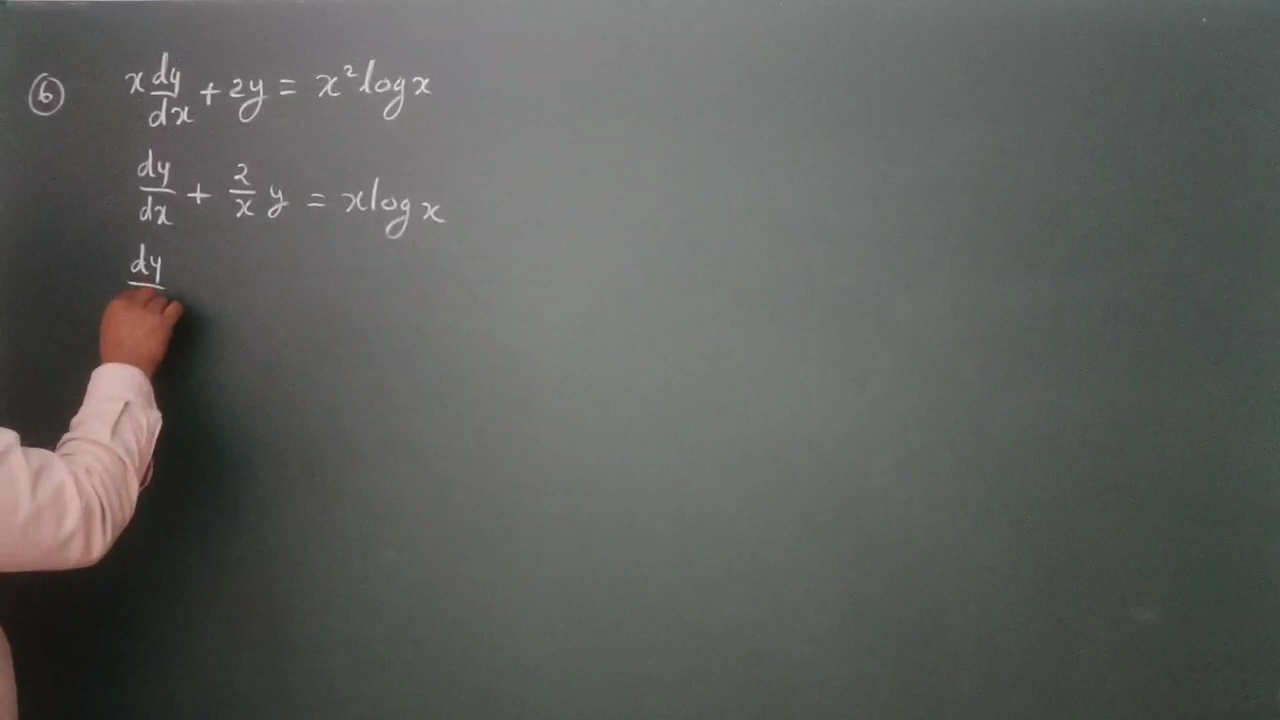 ⑥ x dy/dx + 2y = x² log x
dy/dx + 2/x y = x log x
dy